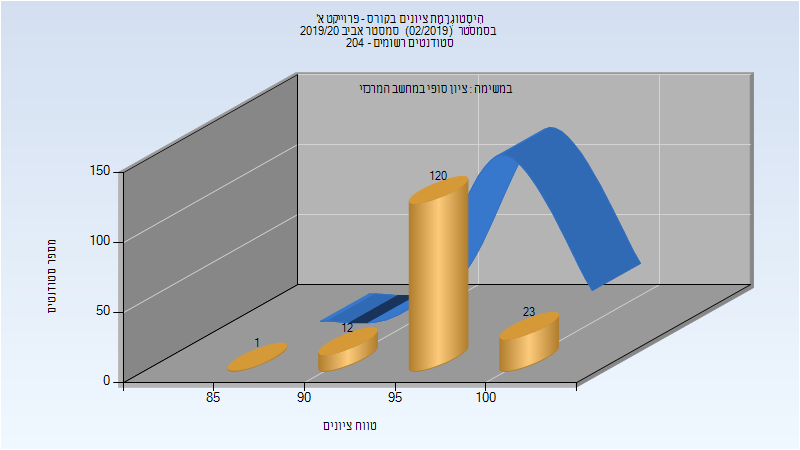 היסטוגרמת ציונים בקורס - פרוייקט א'
בסמסטר (02/2019) סמסטר אביב 2019/20
סטודנטים רשומים - 204
במשימה : ציון סופי במחשב המרכזי
150
100
50
0
120
23
12
1
85
90
95
100
מספר סטודנטים
טווח ציונים